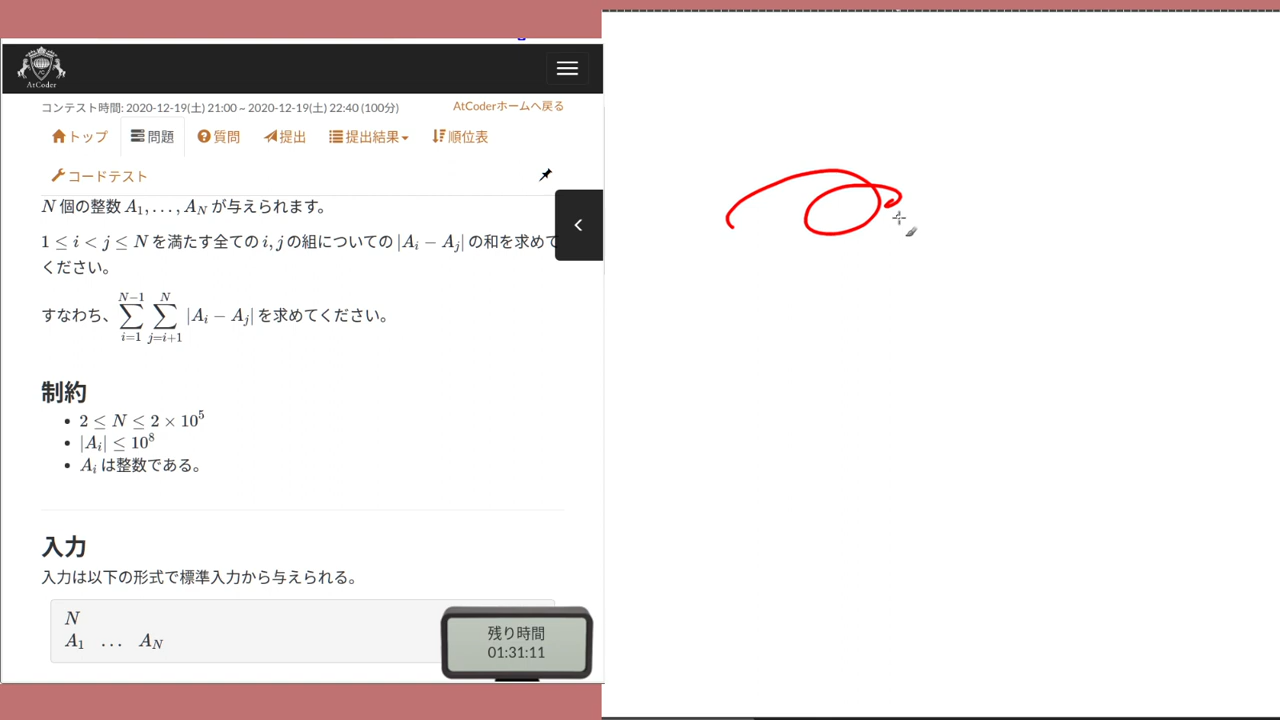 AtCoder
コンテスト時間: 2020-12-19(土) 21:00 ~ 2020-12-19(土) 22:40 (100分)
AtCoderホームへ戻る
トップ 問題 質問 提出 提出結果 順位表
コードテスト
N 個の整数 A₁, . . . , A_N が与えられます。
1 ≤ i < j ≤ N を満たす全ての i, j の組についての |A_i − A_j| の和を求めて
ください。
すなわち、∑_{i=1}^{N−1} ∑_{j=i+1}^{N} |A_i − A_j| を求めてください。
制約
• 2 ≤ N ≤ 2 × 10⁵
• |A_i| ≤ 10⁸
• A_i は整数である。
入力
入力は以下の形式で標準入力から与えられる。
N
A₁ . . . A_N
残り時間
01:31:11